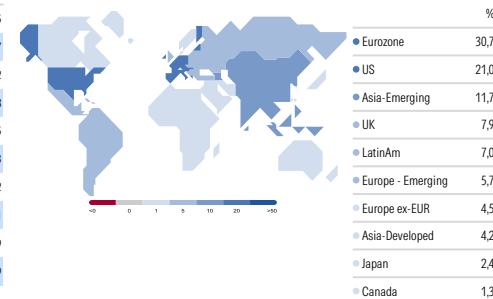 %
Eurozone 30,7
US 21,0
Asia-Emerging 11,7
UK 7,9
LatinAm 7,0
Europe - Emerging 5,7
Europe ex-EUR 4,5
Asia-Developed 4,2
Japan 2,4
Canada 1,3
<0 0 1 5 10 20 >50